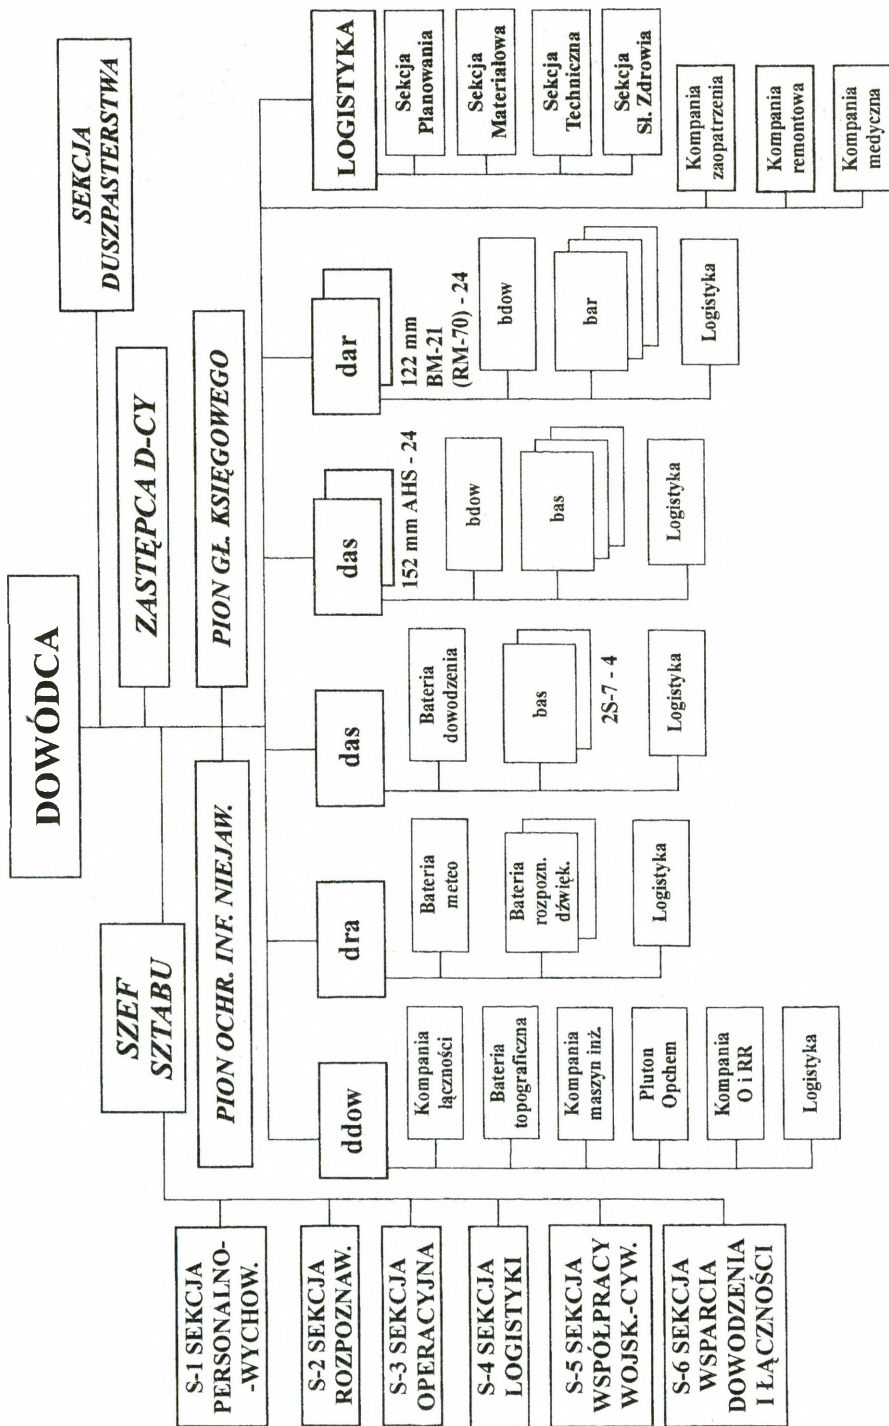 DOWÓDCA
SEKCJA
DUSZPASTERSTWA
SZEF
SZTABU
ZASTĘPCA D-CY
PION OCHR. INF. NIEJAW.
PION GŁ. KSIĘGOWEGO
S-1 SEKCJA
PERSONALNO-
-WYCHOW.
S-2 SEKCJA
ROZPOZNAW.
S-3 SEKCJA
OPERACYJNA
S-4 SEKCJA
LOGISTYKI
S-5 SEKCJA
WSPÓŁPRACY
WOJSK.-CYW.
S-6 SEKCJA
WSPARCIA
DOWODZENIA
I ŁĄCZNOŚCI
ddow
Kompania
łączności
Bateria
topograficzna
Kompania
maszyn inż.
Pluton
Opchem
Kompania
O i RR
Logistyka
dra
Bateria
meteo
Bateria
rozpozn.
dźwięk.
Logistyka
das
Bateria
dowodzenia
bas
2S-7 - 4
Logistyka
das
152 mm AHS - 24
bdow
bas
Logistyka
dar
122 mm
BM-21
(RM-70) - 24
bdow
bar
Logistyka
LOGISTYKA
Sekcja
Planowania
Sekcja
Materiałowa
Sekcja
Techniczna
Sekcja
Sł. Zdrowia
Kompania
zaopatrzenia
Kompania
remontowa
Kompania
medyczna